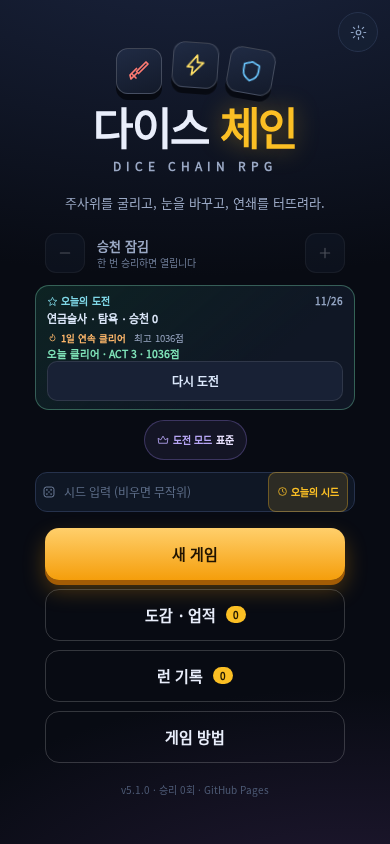 다이스 체인
DICE CHAIN RPG
주사위를 굴리고, 눈을 바꾸고, 연쇄를 터뜨려라.
승천 잠김
한 번 승리하면 열립니다
오늘의 도전 11/26
연금술사 · 탐욕 · 승천 0
1일 연속 클리어 최고 1036점
오늘 클리어 · ACT 3 · 1036점
다시 도전
도전 모드 표준
시드 입력 (비우면 무작위) 오늘의 시드
새 게임
도감 · 업적 0
런 기록 0
게임 방법
v5.1.0 · 승리 0회 · GitHub Pages